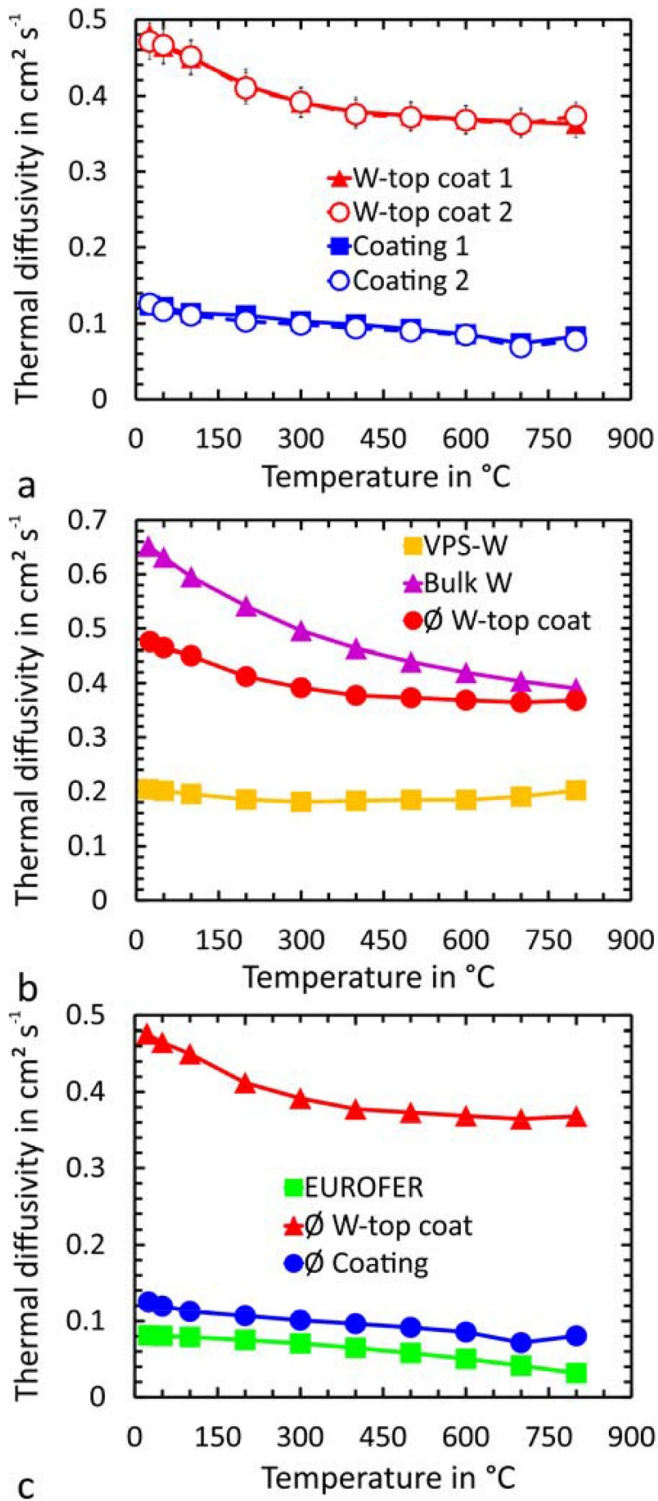 0.5
0.4
0.3
0.2
0.1
0
Thermal diffusivity in cm² s⁻¹
W-top coat 1
W-top coat 2
Coating 1
Coating 2
0 150 300 450 600 750 900
Temperature in °C
a
0.7
0.6
0.5
0.4
0.3
0.2
0.1
0
Thermal diffusivity in cm² s⁻¹
VPS-W
Bulk W
Ø W-top coat
0 150 300 450 600 750 900
Temperature in °C
b
0.5
0.4
0.3
0.2
0.1
0
Thermal diffusivity in cm² s⁻¹
EUROFER
Ø W-top coat
Ø Coating
0 150 300 450 600 750 900
Temperature in °C
c